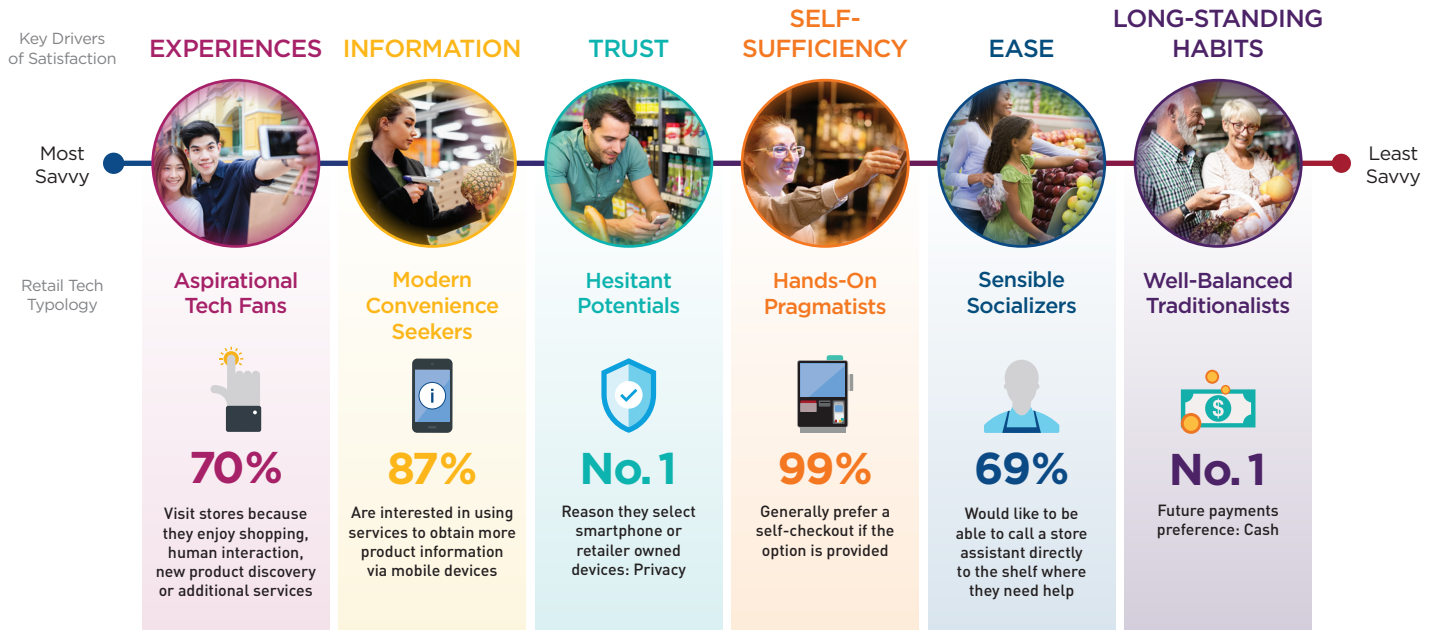 Key Drivers
of Satisfaction
EXPERIENCES
INFORMATION
TRUST
SELF-
SUFFICIENCY
EASE
LONG-STANDING
HABITS
Most
Savvy
Least
Savvy
Retail Tech
Typology
Aspirational
Tech Fans
Modern
Convenience
Seekers
Hesitant
Potentials
Hands-On
Pragmatists
Sensible
Socializers
Well-Balanced
Traditionalists
i
$
70%
Visit stores because
they enjoy shopping,
human interaction,
new product discovery
or additional services
87%
Are interested in using
services to obtain more
product information
via mobile devices
No. 1
Reason they select
smartphone or
retailer owned
devices: Privacy
99%
Generally prefer a
self-checkout if the
option is provided
69%
Would like to be
able to call a store
assistant directly
to the shelf where
they need help
No. 1
Future payments
preference: Cash